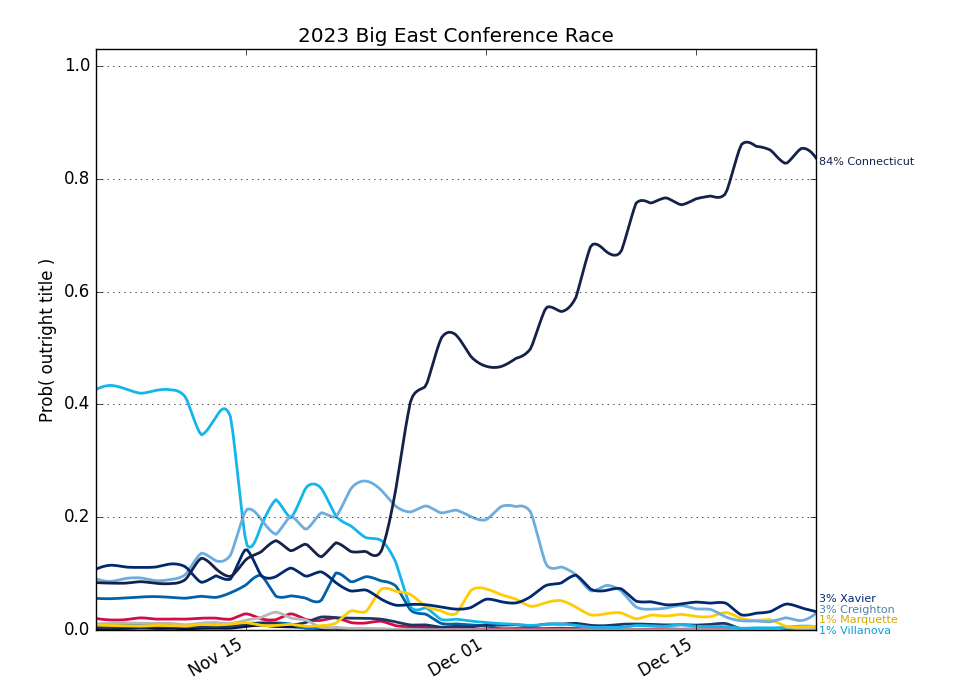 2023 Big East Conference Race
Prob( outright title )
1.0
0.8
0.6
0.4
0.2
0.0
Nov 15
Dec 01
Dec 15
84% Connecticut
3% Xavier
3% Creighton
1% Marquette
1% Villanova